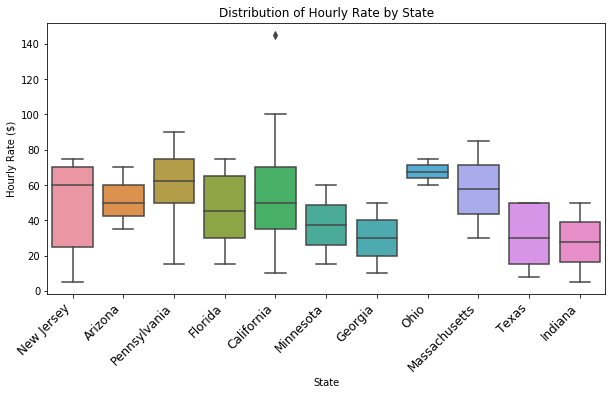 Distribution of Hourly Rate by State
Hourly Rate ($)
140
120
100
80
60
40
20
0
New Jersey
Arizona
Pennsylvania
Florida
California
Minnesota
Georgia
Ohio
Massachusetts
Texas
Indiana
State